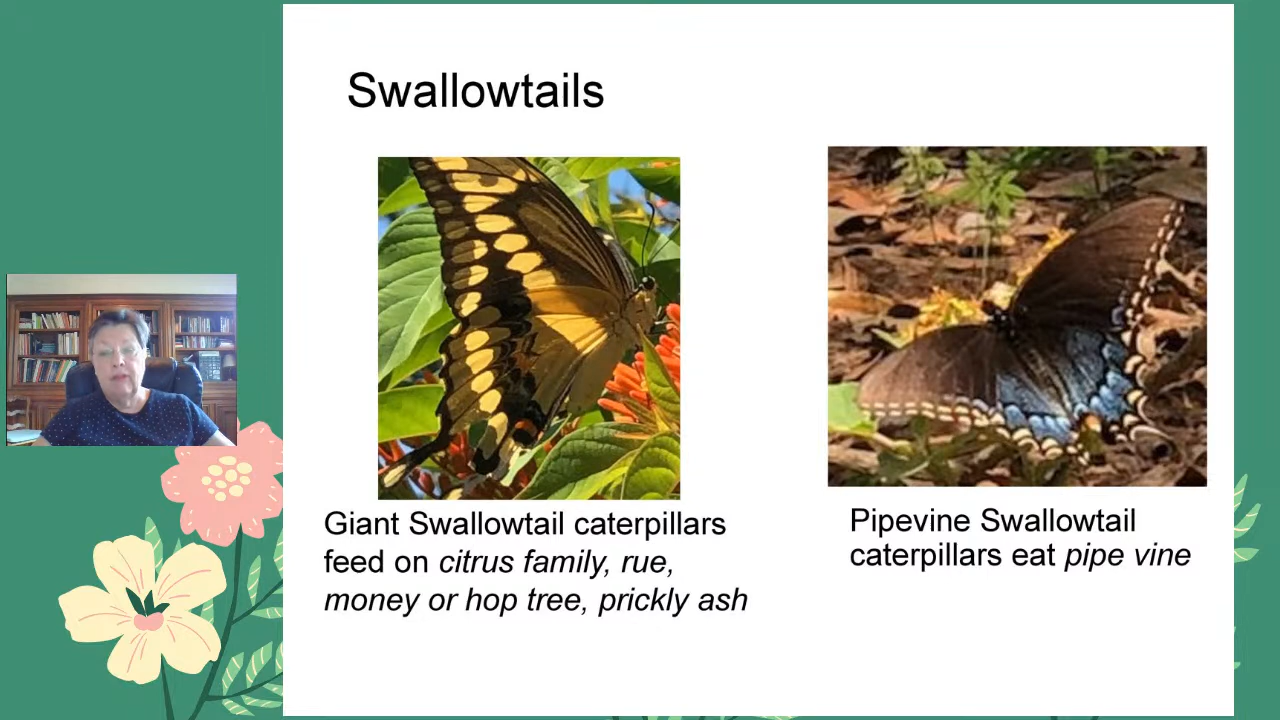 Swallowtails
Giant Swallowtail caterpillars
feed on citrus family, rue,
money or hop tree, prickly ash
Pipevine Swallowtail
caterpillars eat pipe vine